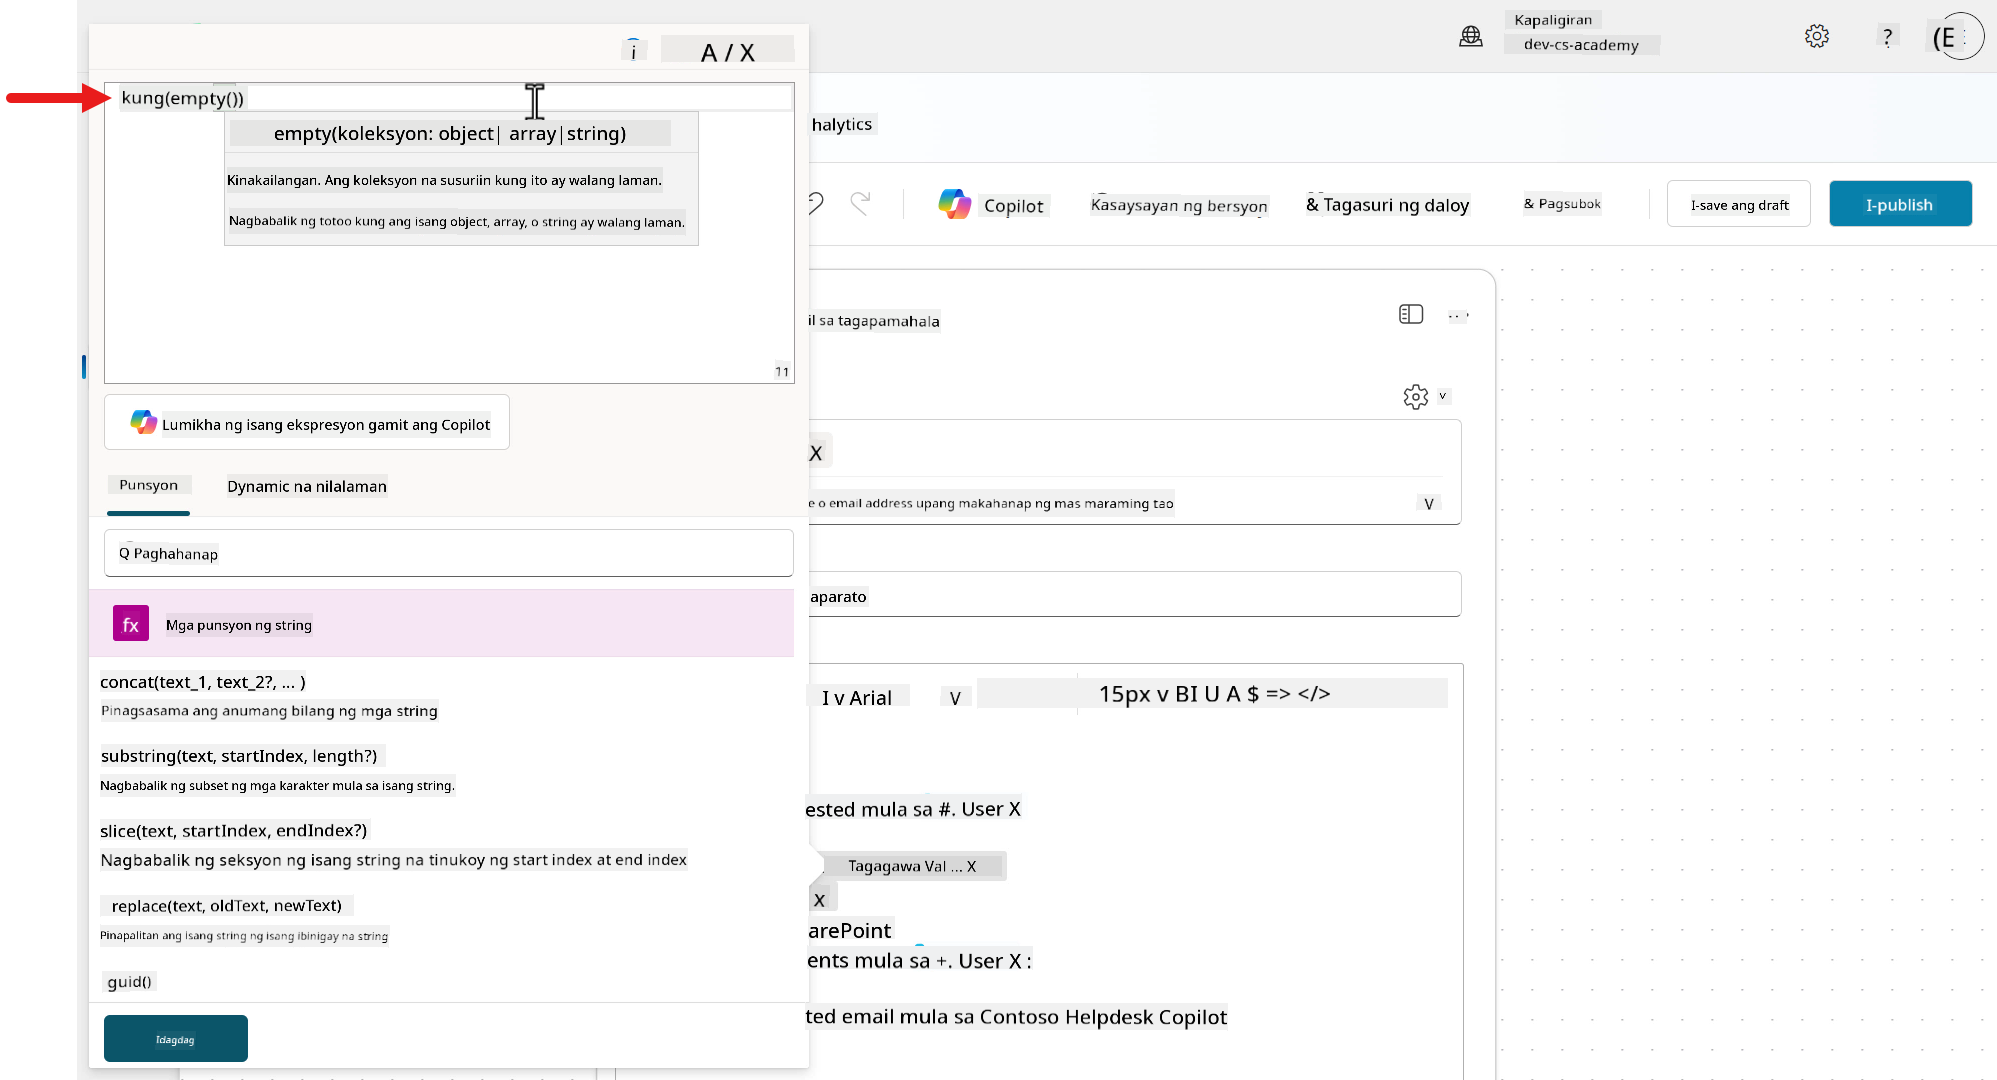 Kapaligiran
dev-cs-academy
?
(E
i
A / X
kung(empty())
empty(koleksyon: object| array|string)
Kinakailangan. Ang koleksyon na susuriin kung ito ay walang laman.
Nagbabalik ng totoo kung ang isang object, array, o string ay walang laman.
11
halytics
Copilot
Kasaysayan ng bersyon
& Tagasuri ng daloy
& Pagsubok
I-save ang draft
I-publish
il sa tagapamahala
Lumikha ng isang ekspresyon gamit ang Copilot
Punsyon
Dynamic na nilalaman
Q Paghahanap
fx
Mga punsyon ng string
concat(text_1, text_2?, ... )
Pinagsasama ang anumang bilang ng mga string
substring(text, startIndex, length?)
Nagbabalik ng subset ng mga karakter mula sa isang string.
slice(text, startIndex, endIndex?)
Nagbabalik ng seksyon ng isang string na tinukoy ng start index at end index
replace(text, oldText, newText)
Pinapalitan ang isang string ng isang ibinigay na string
guid()
Idagdag
v
X
e o email address upang makahanap ng mas maraming tao
V
aparato
I v Arial
V
15px v BI U A $ => </>
ested mula sa #. User X
Tagagawa Val ... X
X
arePoint
ents mula sa +. User X :
ted email mula sa Contoso Helpdesk Copilot